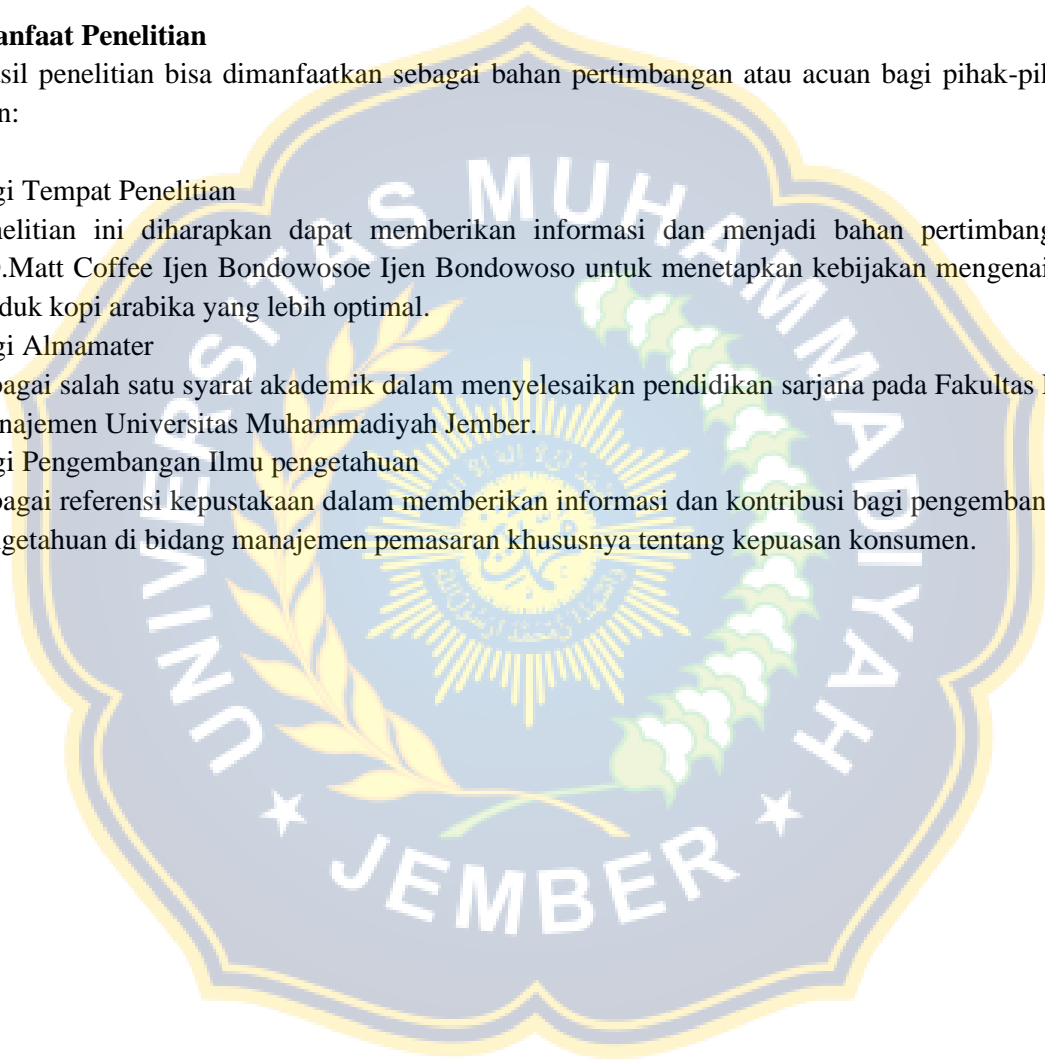 anfaat Penelitian
sil penelitian bisa dimanfaatkan sebagai bahan pertimbangan atau acuan bagi pihak-pih
n:
gi Tempat Penelitian
nelitian ini diharapkan dapat memberikan informasi dan menjadi bahan pertimbang
.Matt Coffee Ijen Bondowosoe Ijen Bondowoso untuk menetapkan kebijakan mengenai
duk kopi arabika yang lebih optimal.
gi Almamater
bagai salah satu syarat akademik dalam menyelesaikan pendidikan sarjana pada Fakultas
najemen Universitas Muhammadiyah Jember.
gi Pengembangan Ilmu pengetahuan
bagai referensi kepustakaan dalam memberikan informasi dan kontribusi bagi pengemban
ngetahuan di bidang manajemen pemasaran khususnya tentang kepuasan konsumen.
UNIVERSITAS MUHAMMADIYAH
JEMBER